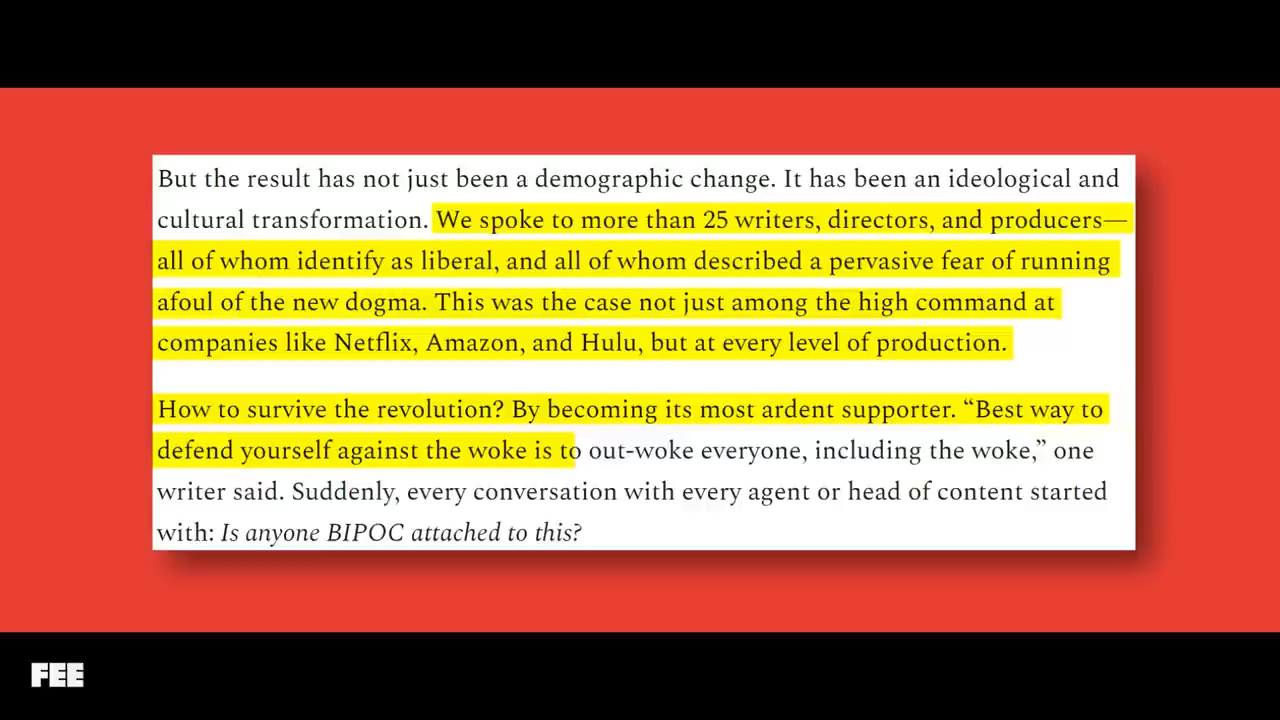 But the result has not just been a demographic change. It has been an ideological and
cultural transformation. We spoke to more than 25 writers, directors, and producers—
all of whom identify as liberal, and all of whom described a pervasive fear of running
afoul of the new dogma. This was the case not just among the high command at
companies like Netflix, Amazon, and Hulu, but at every level of production.
How to survive the revolution? By becoming its most ardent supporter. “Best way to
defend yourself against the woke is to out-woke everyone, including the woke,” one
writer said. Suddenly, every conversation with every agent or head of content started
with: Is anyone BIPOC attached to this?
FEE